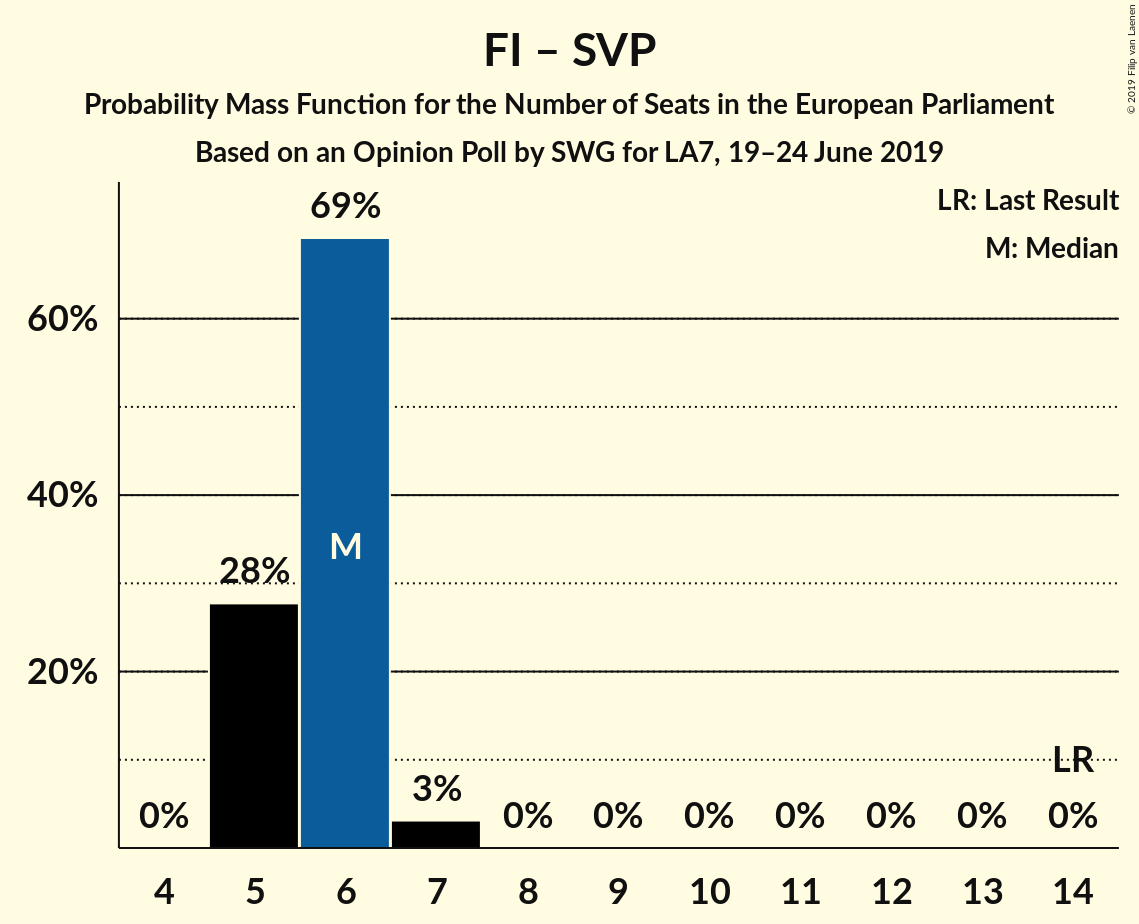 FI – SVP
Probability Mass Function for the Number of Seats in the European Parliament
Based on an Opinion Poll by SWG for LA7, 19–24 June 2019
© 2019 Filip van Laenen
LR: Last Result
M: Median
69%
60%
40%
M
28%
20%
LR
3%
0% 0% 0% 0% 0% 0% 0% 0%
4 5 6 7 8 9 10 11 12 13 14